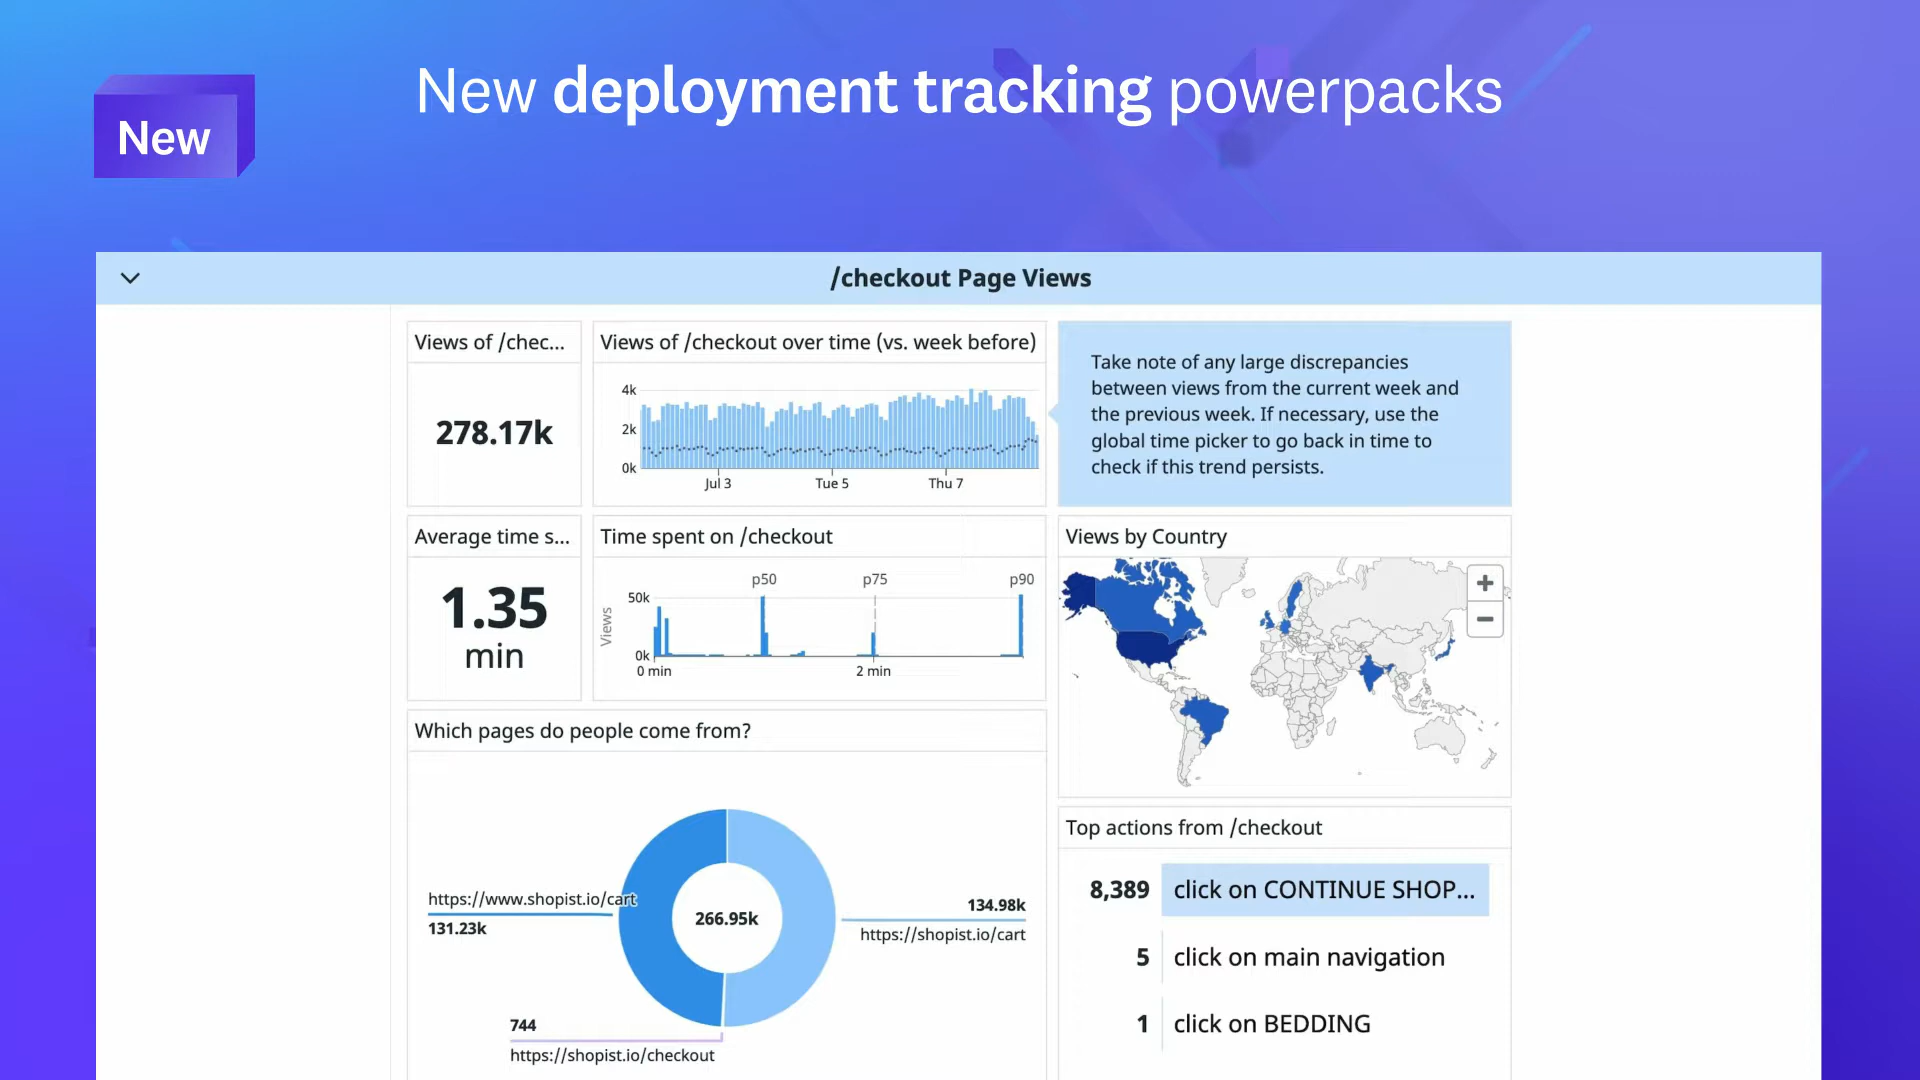 New deployment tracking powerpacks
New
/checkout Page Views
Views of /chec...
278.17k
Views of /checkout over time (vs. week before)
4k
2k
0k
Jul 3
Tue 5
Thu 7
Take note of any large discrepancies
between views from the current week and
the previous week. If necessary, use the
global time picker to go back in time to
check if this trend persists.
Average time s...
1.35
min
Time spent on /checkout
p50
p75
p90
Views
50k
0k
0 min
2 min
Views by Country
+
−
Which pages do people come from?
https://www.shopist.io/cart
131.23k
266.95k
134.98k
https://shopist.io/cart
744
https://shopist.io/checkout
Top actions from /checkout
8,389 click on CONTINUE SHOP...
5 click on main navigation
1 click on BEDDING